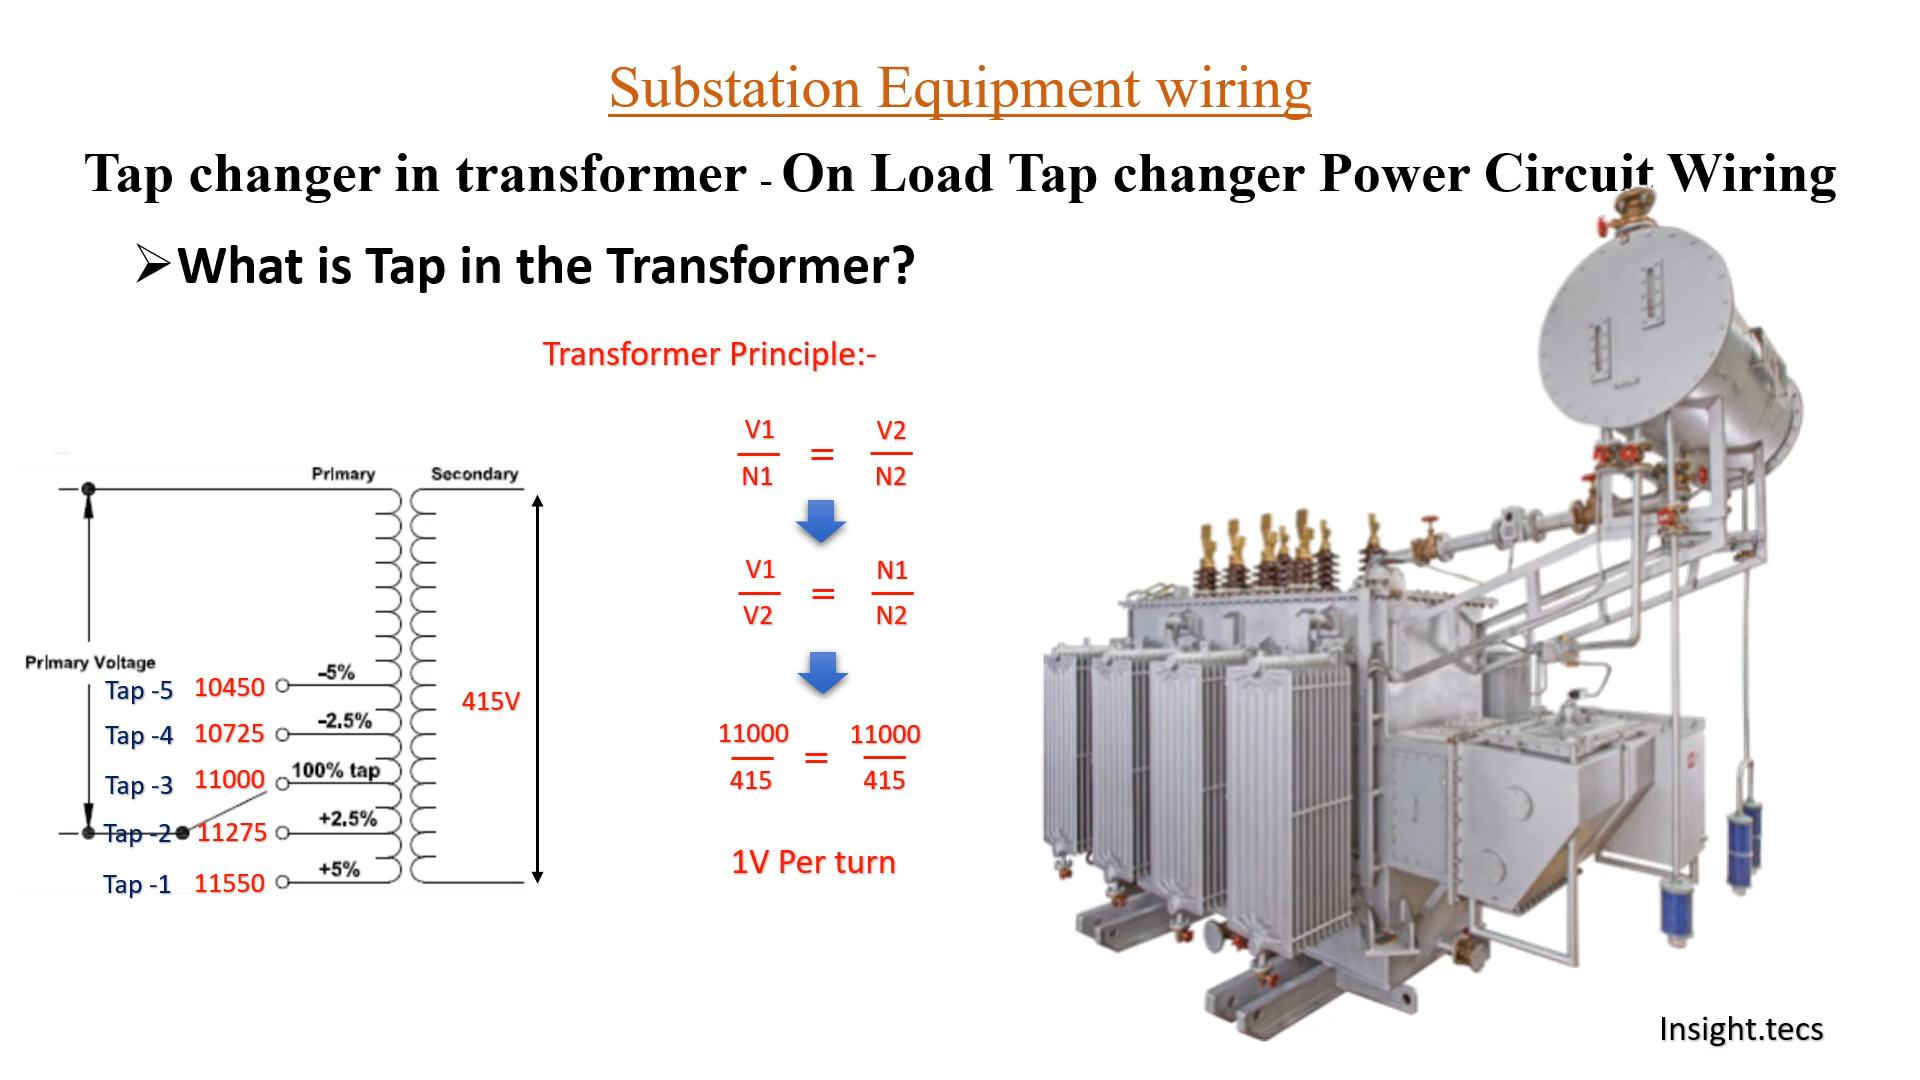 Substation Equipment wiring
Tap changer in transformer - On Load Tap changer Power Circuit Wiring
➢What is Tap in the Transformer?
Transformer Principle:-
V1 V2
= 
N1 N2
V1 N1
= 
V2 N2
11000 11000
= 
415 415
1V Per turn
Primary Secondary
Primary Voltage
Tap -5 10450 -5%
Tap -4 10725 -2.5%
Tap -3 11000 100% tap
Tap -2 11275 +2.5%
Tap -1 11550 +5%
415V
Insight.tecs